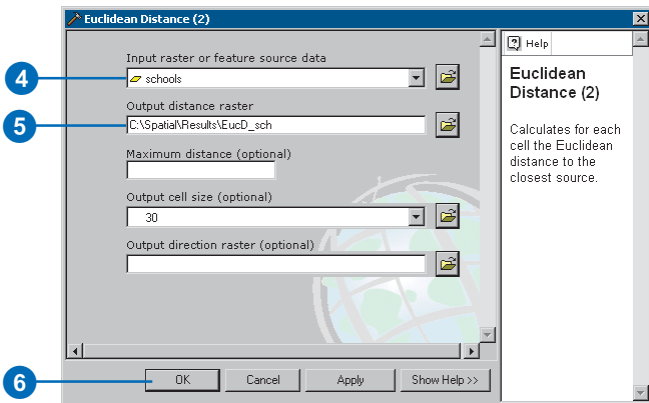 Euclidean Distance (2)
Input raster or feature source data
4
schools
Output distance raster
5
C:\Spatial\Results\EucD_sch
Maximum distance (optional)
Output cell size (optional)
30
Output direction raster (optional)
6
OK
Cancel
Apply
Show Help >>
Help
Euclidean
Distance (2)
Calculates for each
cell the Euclidean
distance to the
closest source.